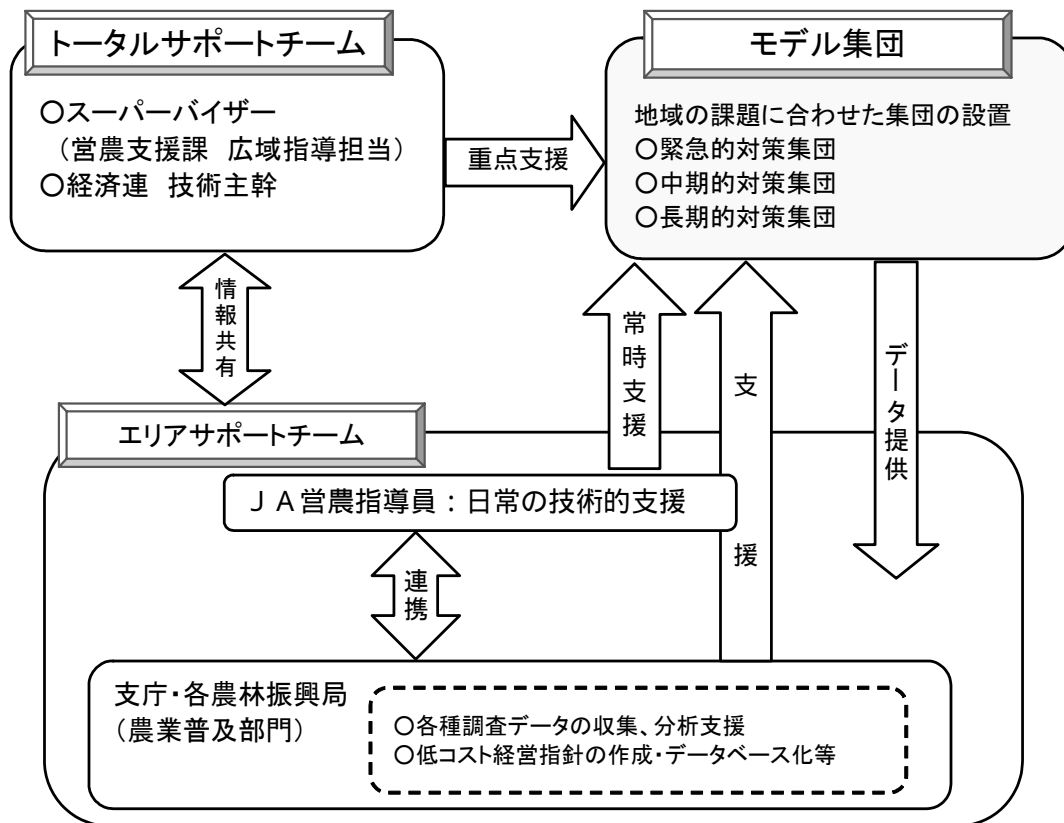 トータルサポートチーム
○スーパーバイザー
（営農支援課　広域指導担当）
○経済連　技術主幹
重点支援
モデル集団
地域の課題に合わせた集団の設置
○緊急的対策集団
○中期的対策集団
○長期的対策集団
情報共有
常時支援
支援
データ提供
エリアサポートチーム
ＪＡ営農指導員：日常の技術的支援
連携
支庁・各農林振興局
（農業普及部門）
○各種調査データの収集、分析支援
○低コスト経営指針の作成・データベース化等